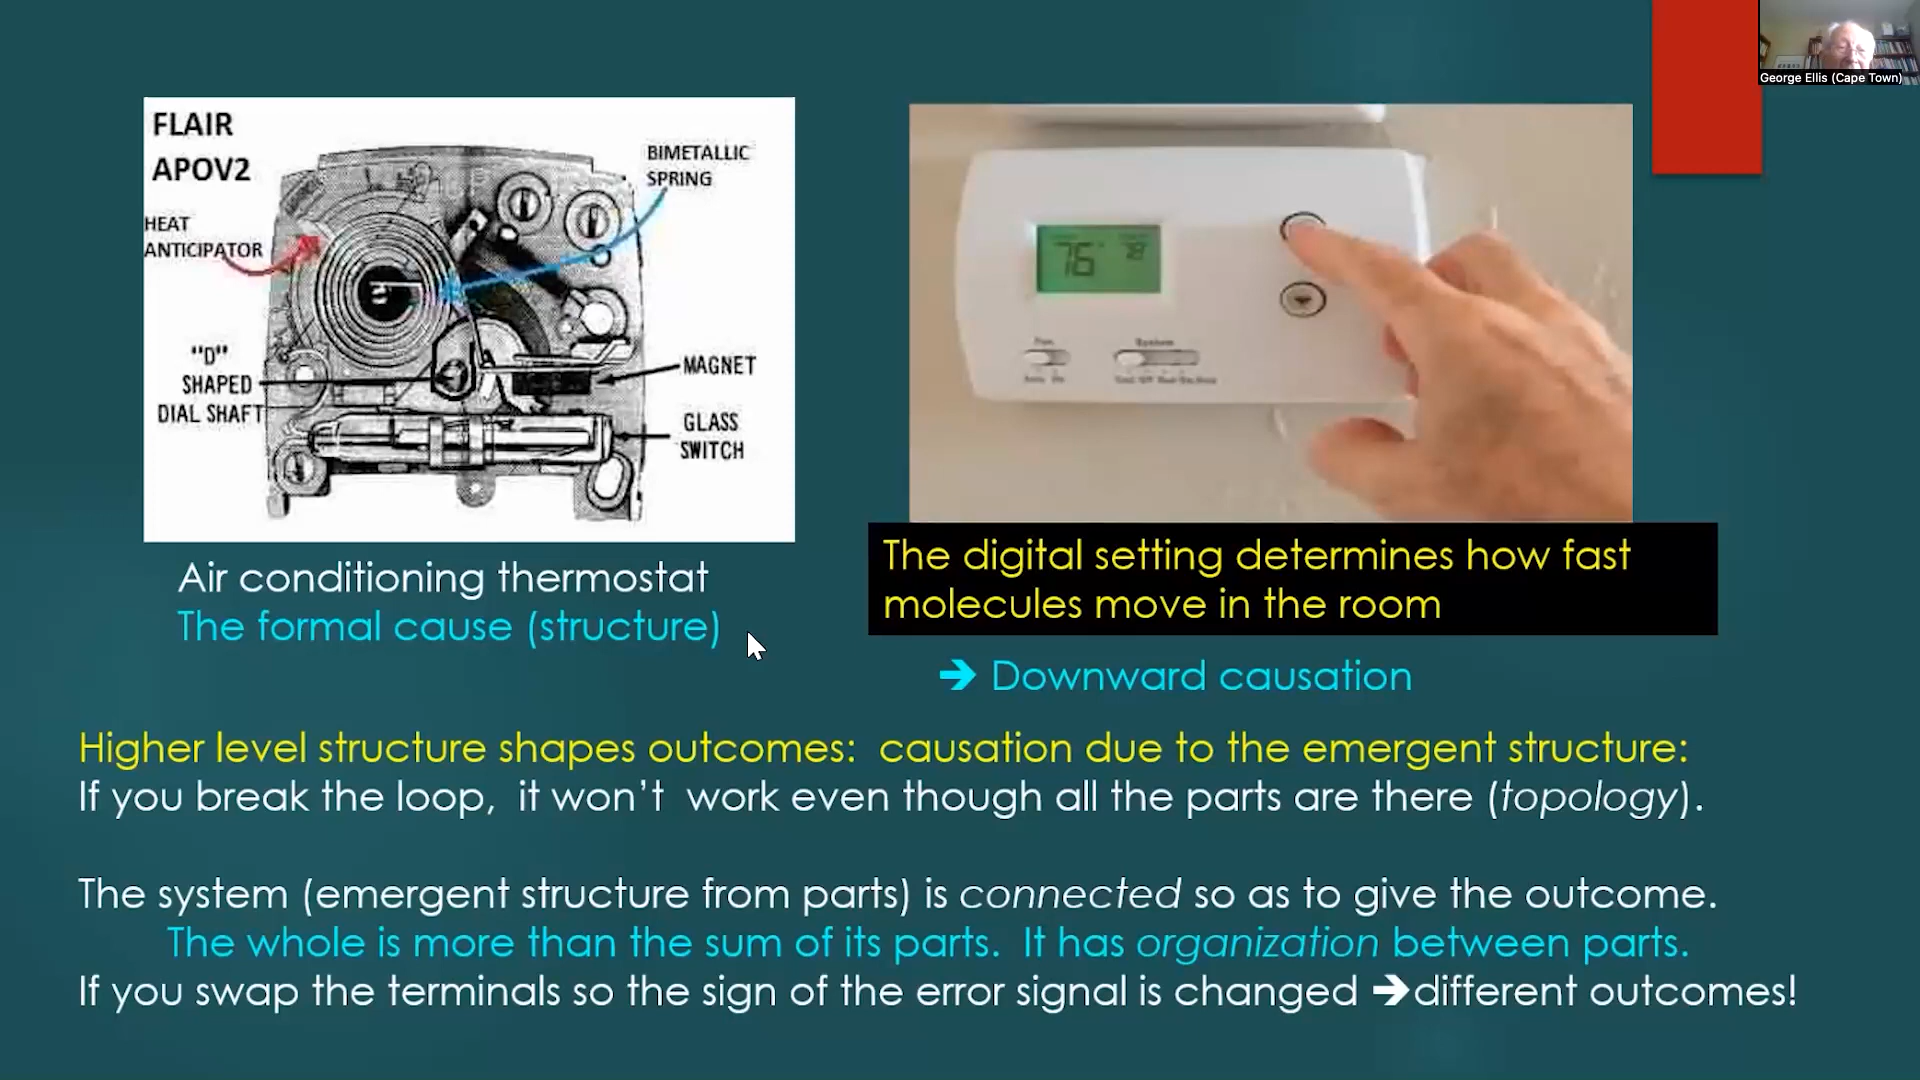 George Ellis (Cape Town)
FLAIR
APOV2
BIMETALLIC
SPRING
HEAT
ANTICIPATOR
"D"
SHAPED
DIAL SHAFT
MAGNET
GLASS
SWITCH
76
Air conditioning thermostat
The formal cause (structure)
The digital setting determines how fast
molecules move in the room
➔ Downward causation
Higher level structure shapes outcomes: causation due to the emergent structure:
If you break the loop, it won't work even though all the parts are there (topology).
The system (emergent structure from parts) is connected so as to give the outcome.
The whole is more than the sum of its parts. It has organization between parts.
If you swap the terminals so the sign of the error signal is changed ➔different outcomes!